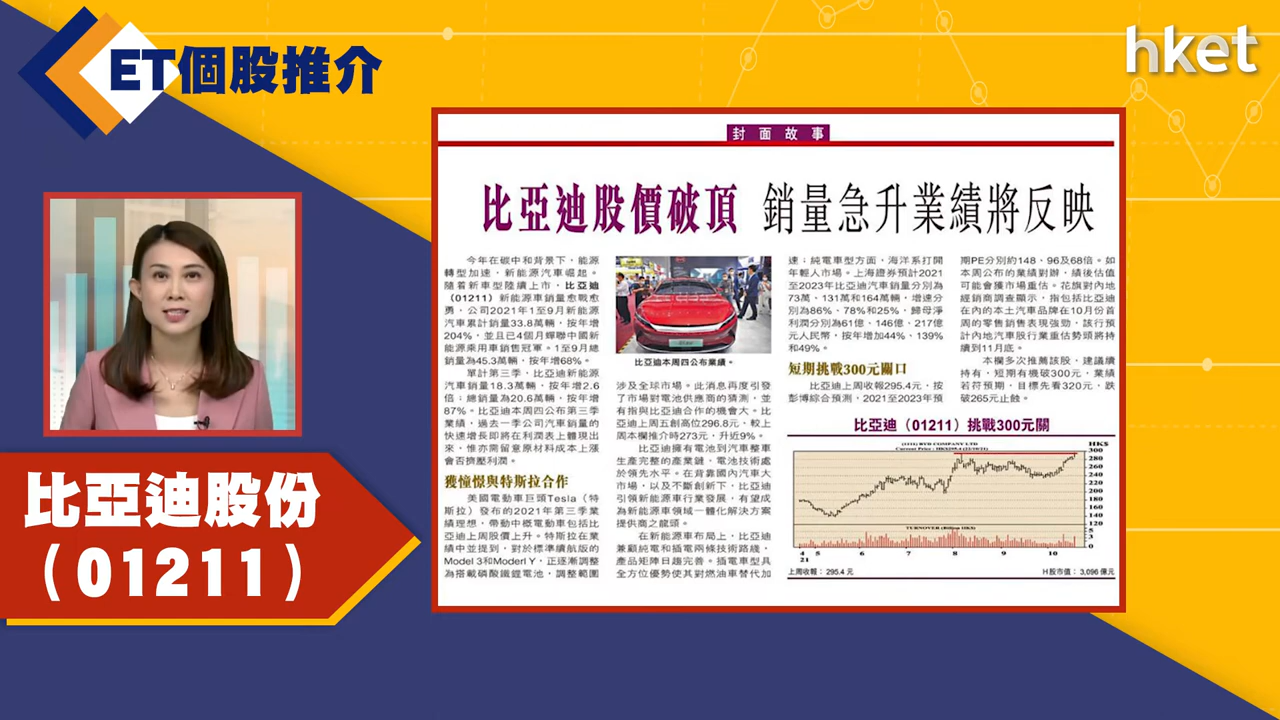 ET個股推介
hket
比亞迪股份
（01211）
封面故事
比亞迪股價破頂 銷量急升業績將反映
今年在碳中和背景下，能源
轉型加速，新能源汽車崛起。
隨着新車型陸續上市，比亞迪
（01211）新能源車銷量愈戰愈
勇，公司2021年1至9月新能源
汽車累計銷量33.8萬輛，按年增
204%，並且已4個月蟬聯中國新
能源乘用車銷售冠軍。1至9月總
銷量為45.3萬輛，按年增68%。
單計第三季，比亞迪新能源
汽車銷量18.3萬輛，按年增2.6
倍；總銷量為20.6萬輛，按年增
87%。比亞迪本周四公布第三季
業績，過去一季公司汽車銷量的
快速增長即將在利潤表上體現出
來，惟亦需留意原材料成本上漲
會否擠壓利潤。
獲憧憬與特斯拉合作
美國電動車巨頭Tesla（特
斯拉）發布的2021年第三季業
績理想，帶動中概電動車包括比
亞迪上周股價上升。特斯拉在業
績中並提到，對於標準續航版的
Model 3和Moderl Y，正逐漸調整
為搭載磷酸鐵鋰電池，調整範圍
比亞迪本周四公布業績。
涉及全球市場。此消息再度引發
了市場對電池供應商的猜測，並
有指與比亞迪合作的機會大。比
亞迪上周五創高位296.8元，較上
周本欄推介時273元，升近9%。
比亞迪擁有電池到汽車整車
生產完整的產業鏈，電池技術處
於領先水平。在背靠國內汽車大
市場，以及不斷創新下，比亞迪
引領新能源車行業發展，有望成
為新能源車領域一體化解決方案
提供商之龍頭。
在新能源車布局上，比亞迪
兼顧純電和插電兩條技術路綫，
產品矩陣日趨完善。插電車型具
全方位優勢使其對燃油車替代加
速；純電車型方面，海洋系打開
年輕人市場。上海證券預計2021
至2023年比亞迪汽車銷量分別為
73萬、131萬和164萬輛，增速分
別為86%、78%和25%，歸母淨
利潤分別為61億、146億、217億
元人民幣，按年增加44%、139%
和49%。
短期挑戰300元關口
比亞迪上周收報295.4元，按
彭博綜合預測，2021至2023年預
期PE分別約148、96及68倍。如
本周公布的業績對辦，績後估值
可能會獲市場重估。花旗對內地
經銷商調查顯示，指包括比亞迪
在內的本土汽車品牌在10月份首
周的零售銷售表現強勁，該行預
計內地汽車股行業重估勢頭將持
續到11月底。
本欄多次推薦該股，建議續
持有，短期有機破300元，業績
若符預期，目標先看320元，跌
破265元止蝕。
比亞迪（01211）挑戰300元關
(1211) BYD COMPANY LTD
Current Price : HK$295.4 (22/10/21)
HK$
300
280
260
240
220
200
180
160
140
120
TURNOVER (Billion HK$)
5
3
0
4 5 6 7 8 9 10
21
上周收報：295.4 元
H股市值：3,096 億元